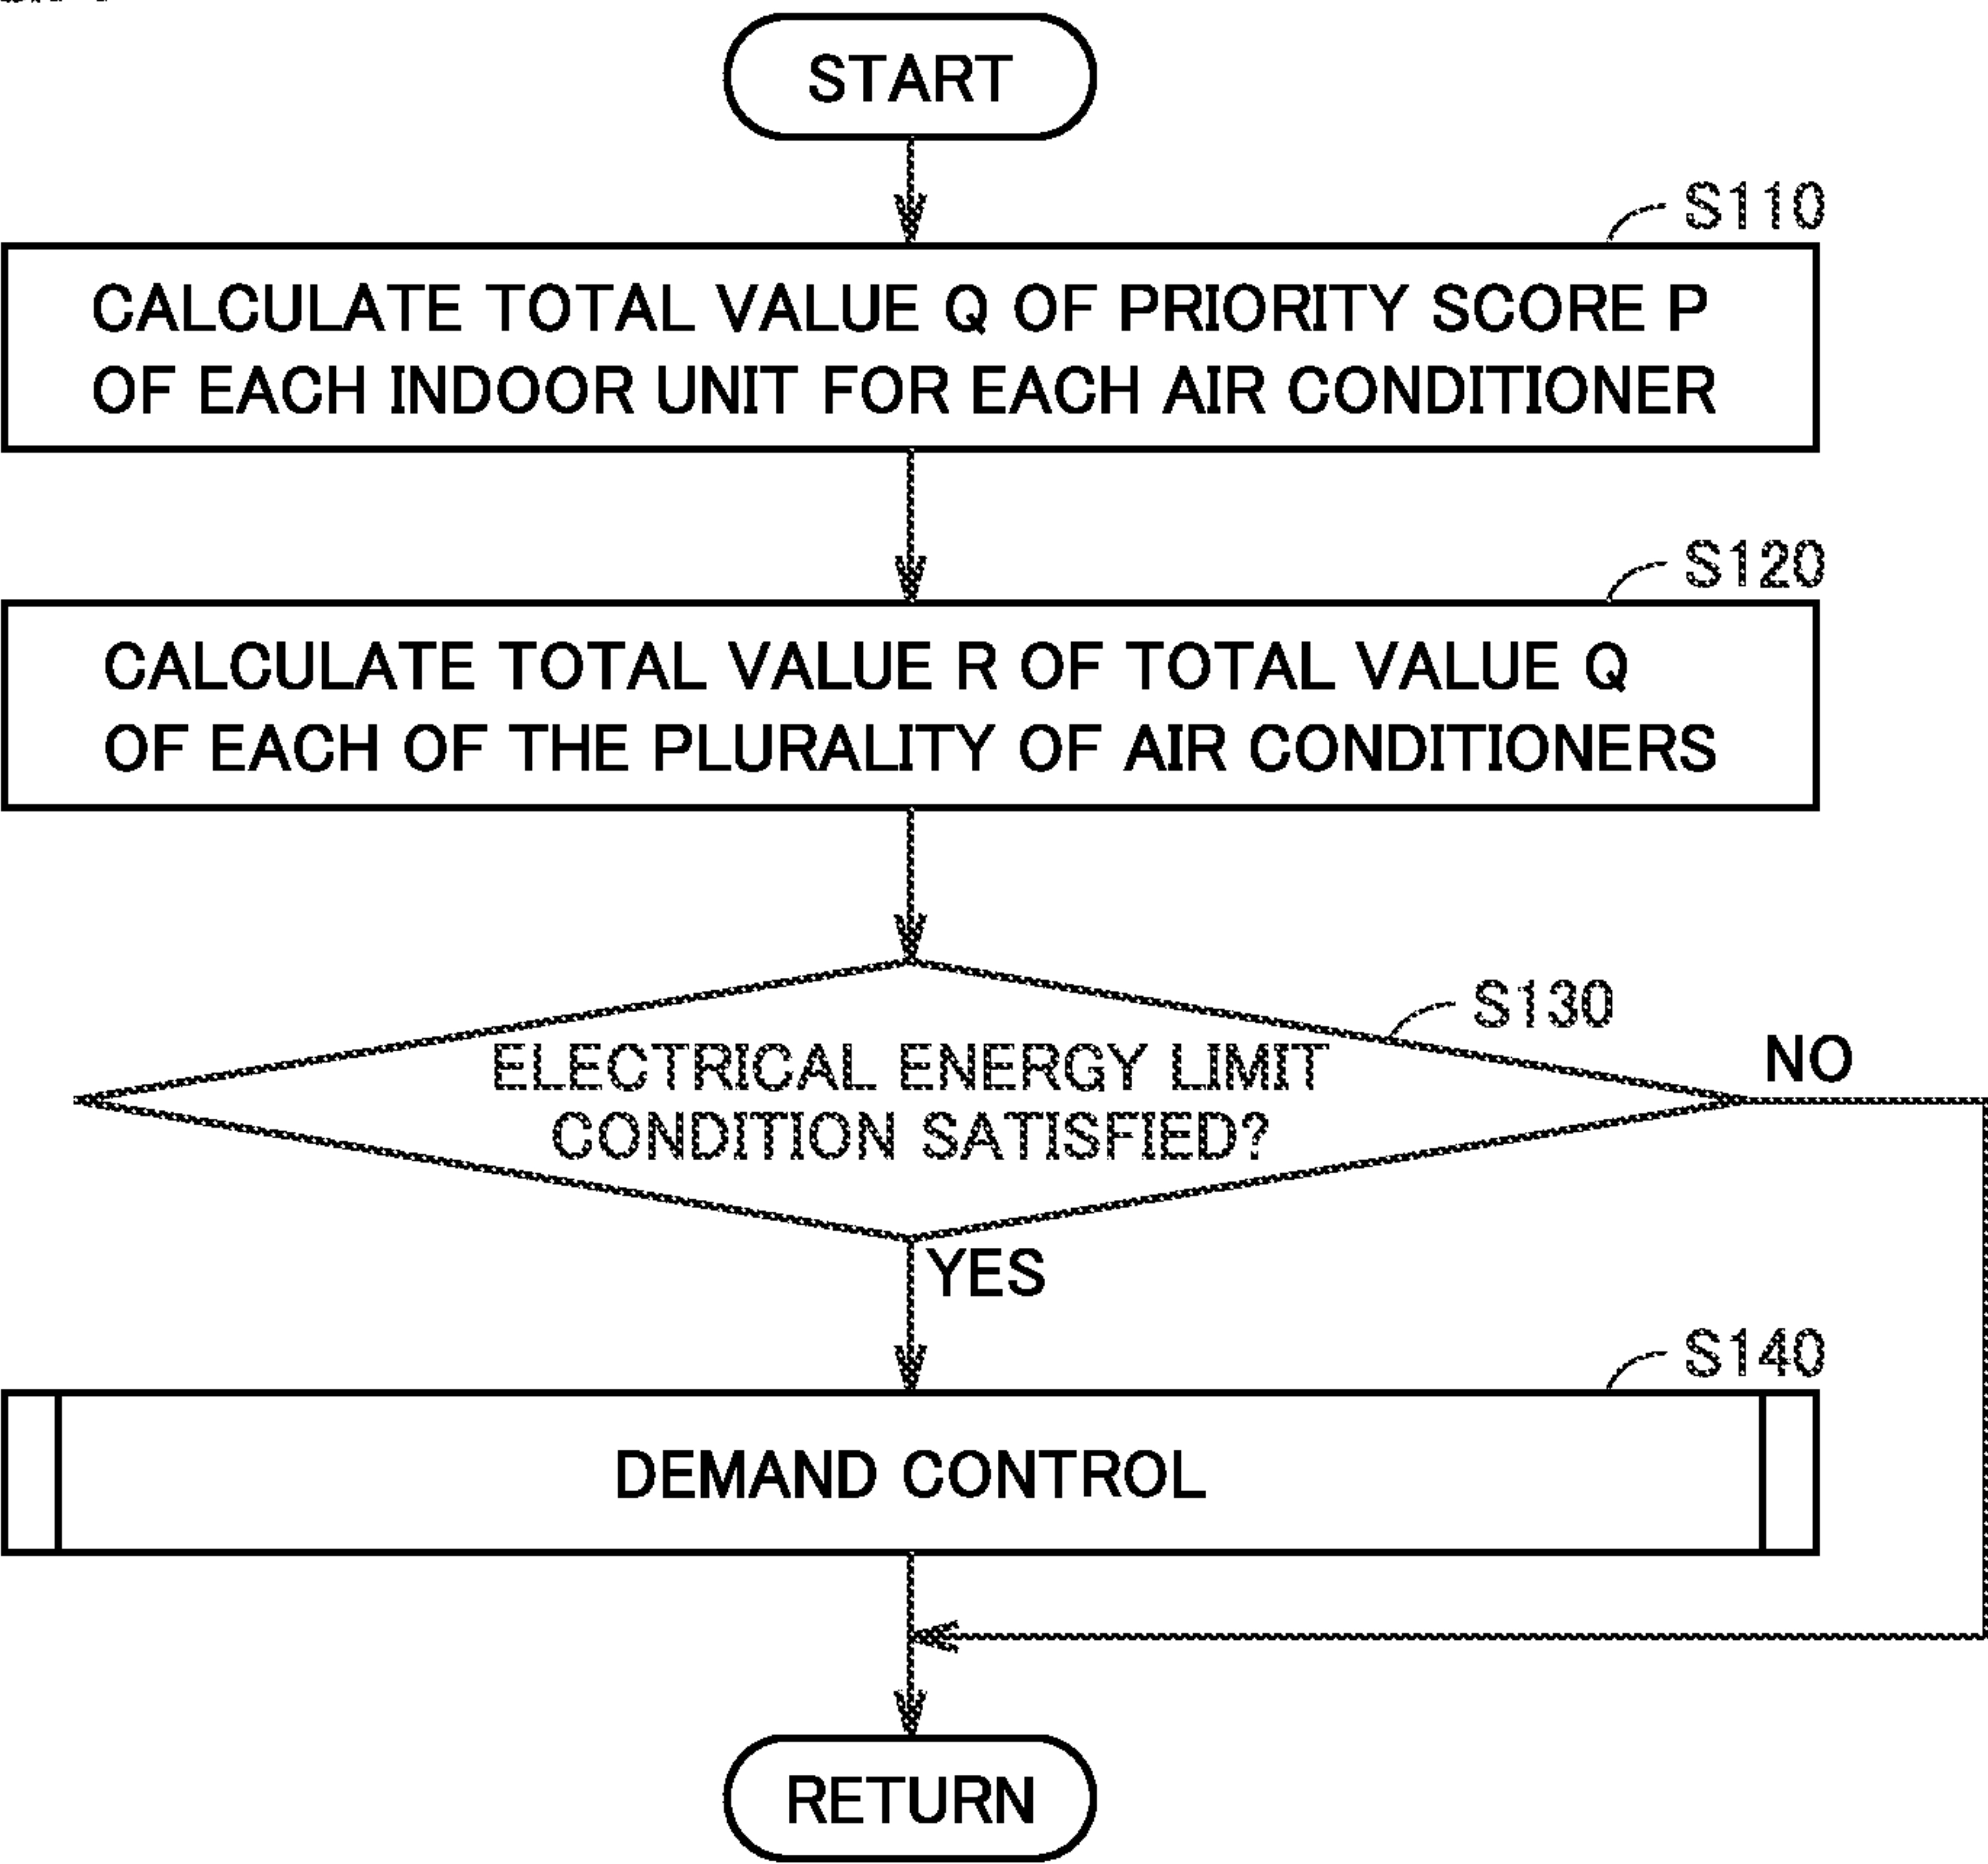 START
S110
CALCULATE TOTAL VALUE Q OF PRIORITY SCORE P
OF EACH INDOOR UNIT FOR EACH AIR CONDITIONER
S120
CALCULATE TOTAL VALUE R OF TOTAL VALUE Q
OF EACH OF THE PLURALITY OF AIR CONDITIONERS
S130
ELECTRICAL ENERGY LIMIT
CONDITION SATISFIED?
NO
YES
S140
DEMAND CONTROL
RETURN